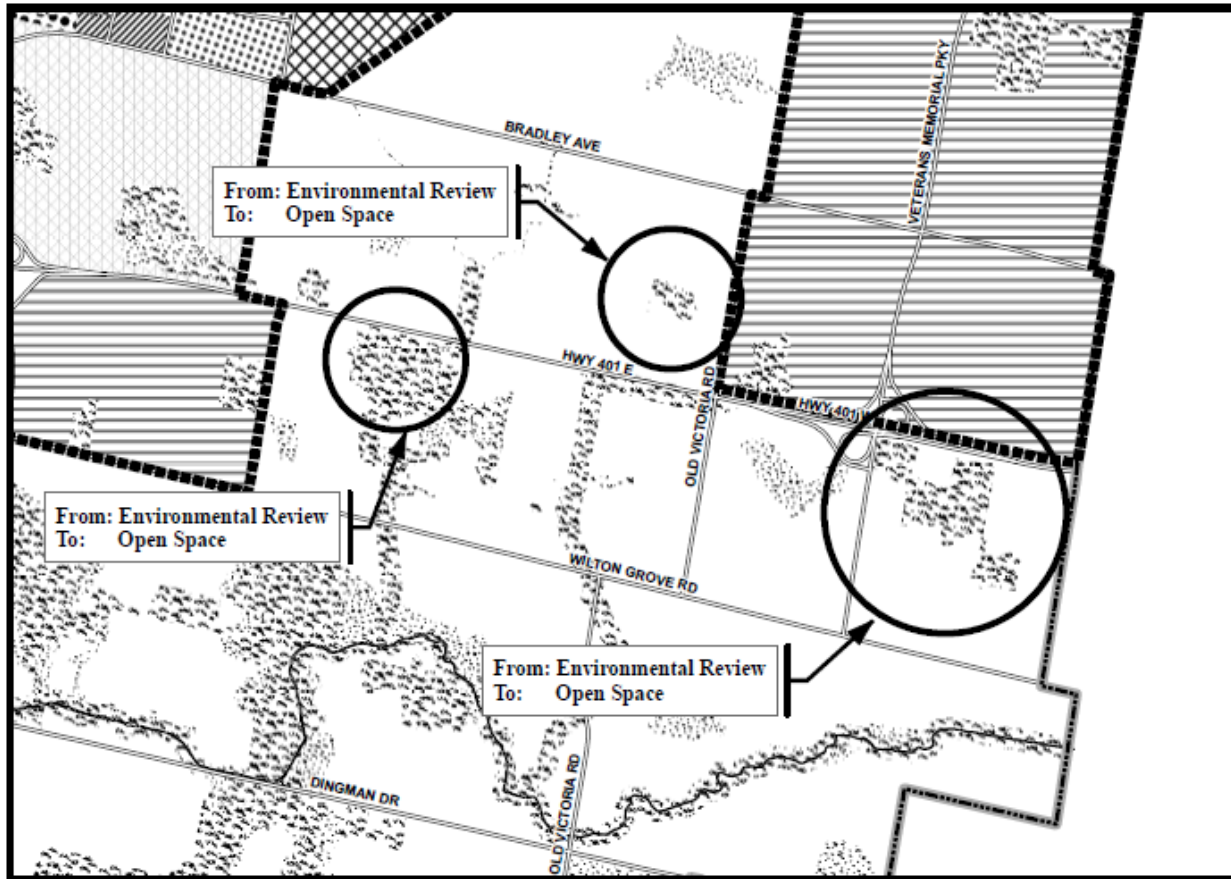 VETERANS MEMORIAL PKY
BRADLEY AVE
From: Environmental Review
To: Open Space
HWY 401 E
OLD VICTORIA RD
HWY 401
From: Environmental Review
To: Open Space
WILTON GROVE RD
From: Environmental Review
To: Open Space
DINGMAN DR
OLD VICTORIA RD